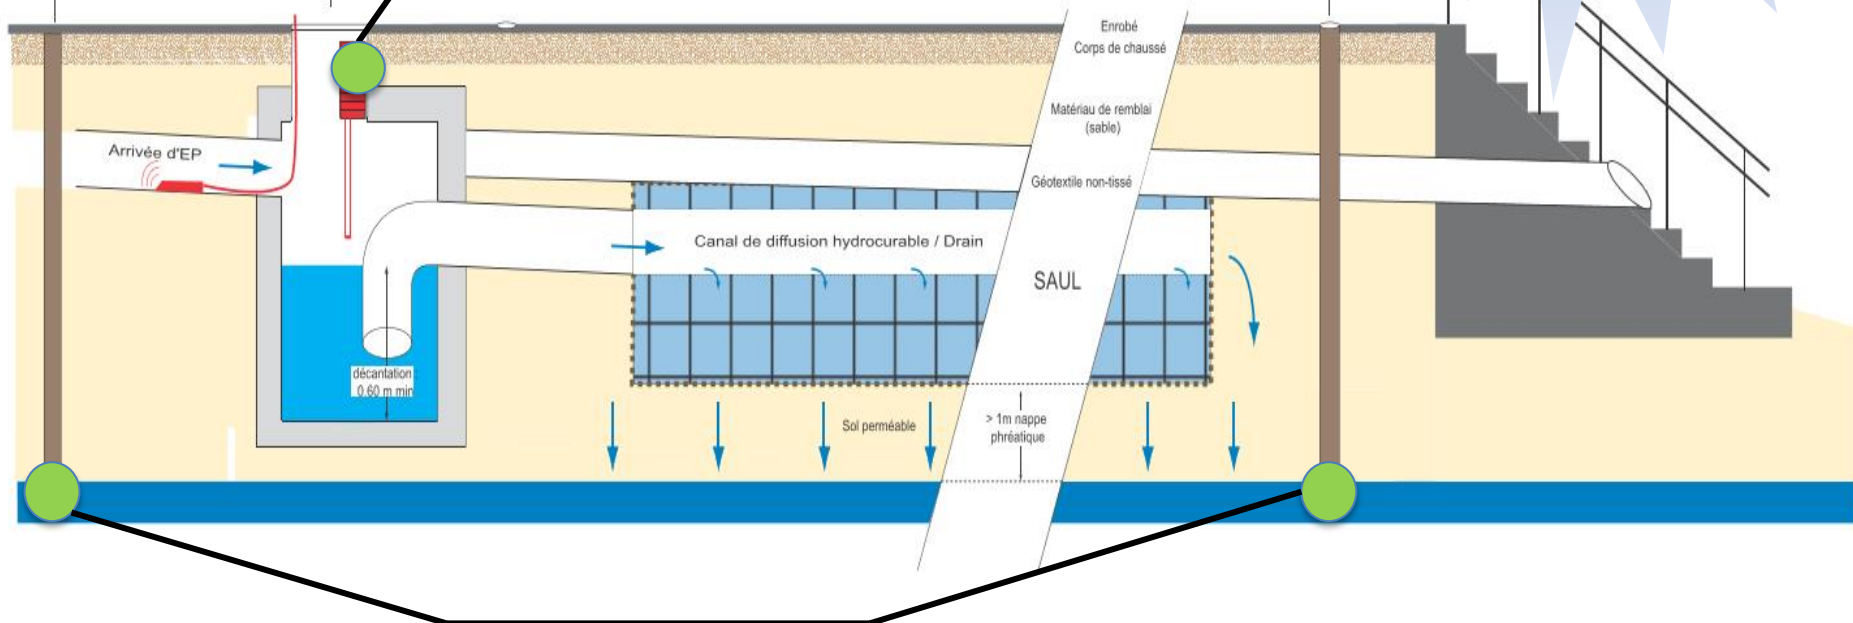 Enrobé
Corps de chaussé
Matériau de remblai
(sable)
Arrivée d'EP
Géotextile non-tissé
Canal de diffusion hydrocurable / Drain
SAUL
décantation
0.60 m min
Sol perméable
> 1m nappe
phréatique